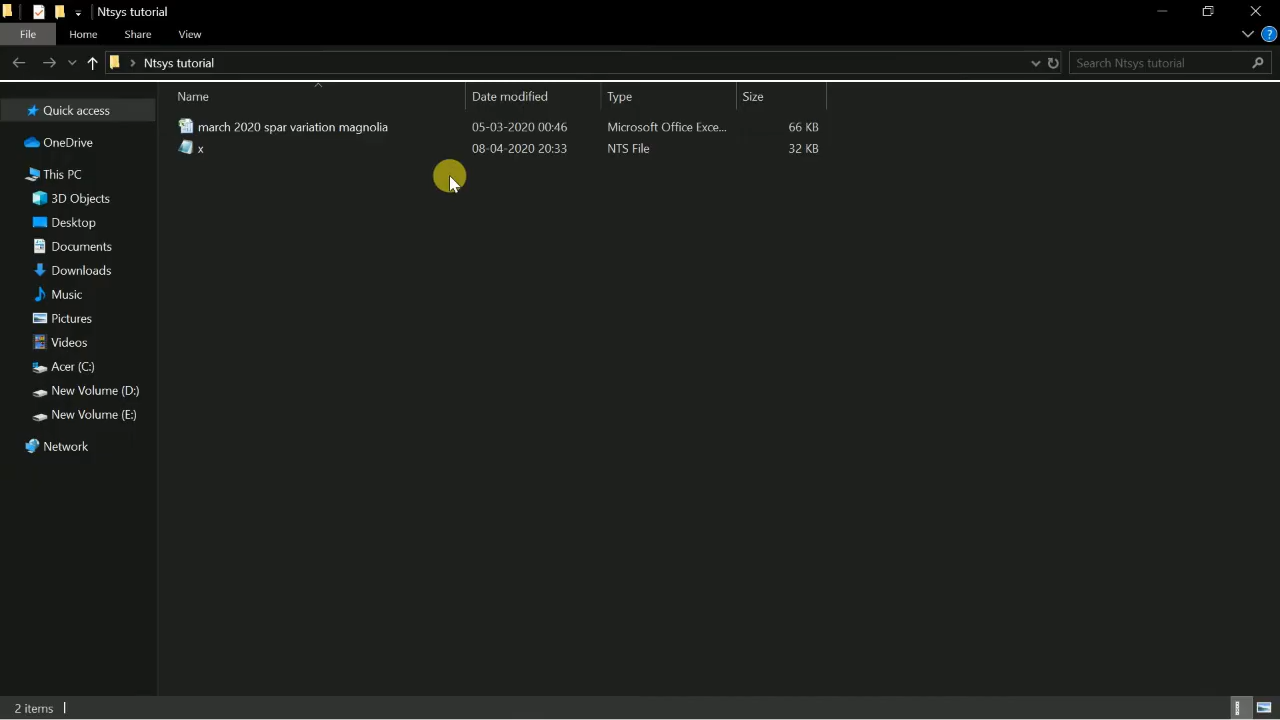 Ntsys tutorial
File Home Share View
?
Ntsys tutorial Search Ntsys tutorial
Name Date modified Type Size
Quick access
march 2020 spar variation magnolia 05-03-2020 00:46 Microsoft Office Exce... 66 KB
x 08-04-2020 20:33 NTS File 32 KB
OneDrive
This PC
3D Objects
Desktop
Documents
Downloads
Music
Pictures
Videos
Acer (C:)
New Volume (D:)
New Volume (E:)
Network
2 items